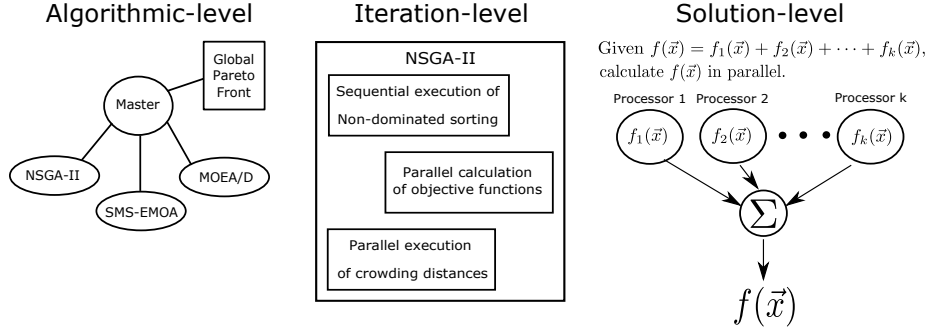 Algorithmic-level
Global
Pareto
Front
Master
NSGA-II
SMS-EMOA
MOEA/D
Iteration-level
NSGA-II
Sequential execution of
Non-dominated sorting
Parallel calculation
of objective functions
Parallel execution
of crowding distances
Solution-level
Given f(x⃗) = f₁(x⃗) + f₂(x⃗) + ⋯ + fₖ(x⃗),
calculate f(x⃗) in parallel.
Processor 1 Processor 2 Processor k
f₁(x⃗) f₂(x⃗) • • • fₖ(x⃗)
∑
f(x⃗)